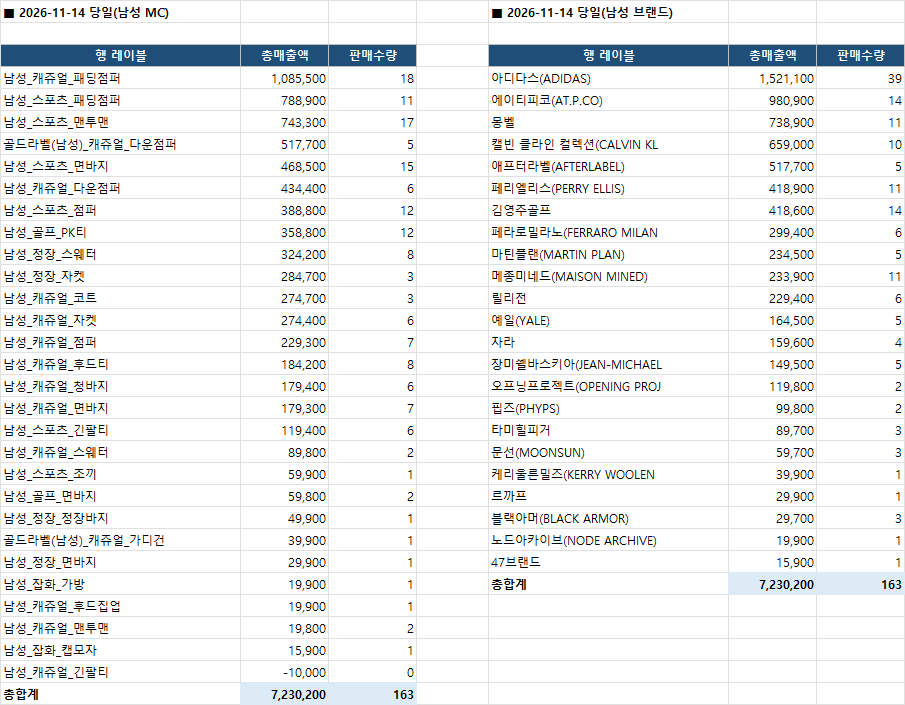 ■ 2026-11-14 당일(남성 MC)
행 레이블 총매출액 판매수량
남성_캐쥬얼_패딩점퍼 1,085,500 18
남성_스포츠_패딩점퍼 788,900 11
남성_스포츠_맨투맨 743,300 17
골드라벨(남성)_캐쥬얼_다운점퍼 517,700 5
남성_스포츠_면바지 468,500 15
남성_캐쥬얼_다운점퍼 434,400 6
남성_스포츠_점퍼 388,800 12
남성_골프_PK티 358,800 12
남성_정장_스웨터 324,200 8
남성_정장_자켓 284,700 3
남성_캐쥬얼_코트 274,700 3
남성_캐쥬얼_자켓 274,400 6
남성_캐쥬얼_점퍼 229,300 7
남성_캐쥬얼_후드티 184,200 8
남성_캐쥬얼_청바지 179,400 6
남성_캐쥬얼_면바지 179,300 7
남성_스포츠_긴팔티 119,400 6
남성_캐쥬얼_스웨터 89,800 2
남성_스포츠_조끼 59,900 1
남성_골프_면바지 59,800 2
남성_정장_정장바지 49,900 1
골드라벨(남성)_캐쥬얼_가디건 39,900 1
남성_정장_면바지 29,900 1
남성_잡화_가방 19,900 1
남성_캐쥬얼_후드집업 19,900 1
남성_캐쥬얼_맨투맨 19,800 2
남성_잡화_캡모자 15,900 1
남성_캐쥬얼_긴팔티 -10,000 0
총합계 7,230,200 163
■ 2026-11-14 당일(남성 브랜드)
행 레이블 총매출액 판매수량
아디다스(ADIDAS) 1,521,100 39
에이티피코(AT.P.CO) 980,900 14
몽벨 738,900 11
캘빈 클라인 컬렉션(CALVIN KL 659,000 10
애프터라벨(AFTERLABEL) 517,700 5
페리엘리스(PERRY ELLIS) 418,900 11
김영주골프 418,600 14
페라로밀라노(FERRARO MILAN 299,400 6
마틴플랜(MARTIN PLAN) 234,500 5
메종미네드(MAISON MINED) 233,900 11
릴리전 229,400 6
예일(YALE) 164,500 5
자라 159,600 4
장미쉘바스키아(JEAN-MICHAEL 149,500 5
오프닝프로젝트(OPENING PROJ 119,800 2
핍즈(PHYPS) 99,800 2
타미힐피거 89,700 3
문선(MOONSUN) 59,700 3
케리울른밀즈(KERRY WOOLEN 39,900 1
르까프 29,900 1
블랙아머(BLACK ARMOR) 29,700 3
노드아카이브(NODE ARCHIVE) 19,900 1
47브랜드 15,900 1
총합계 7,230,200 163